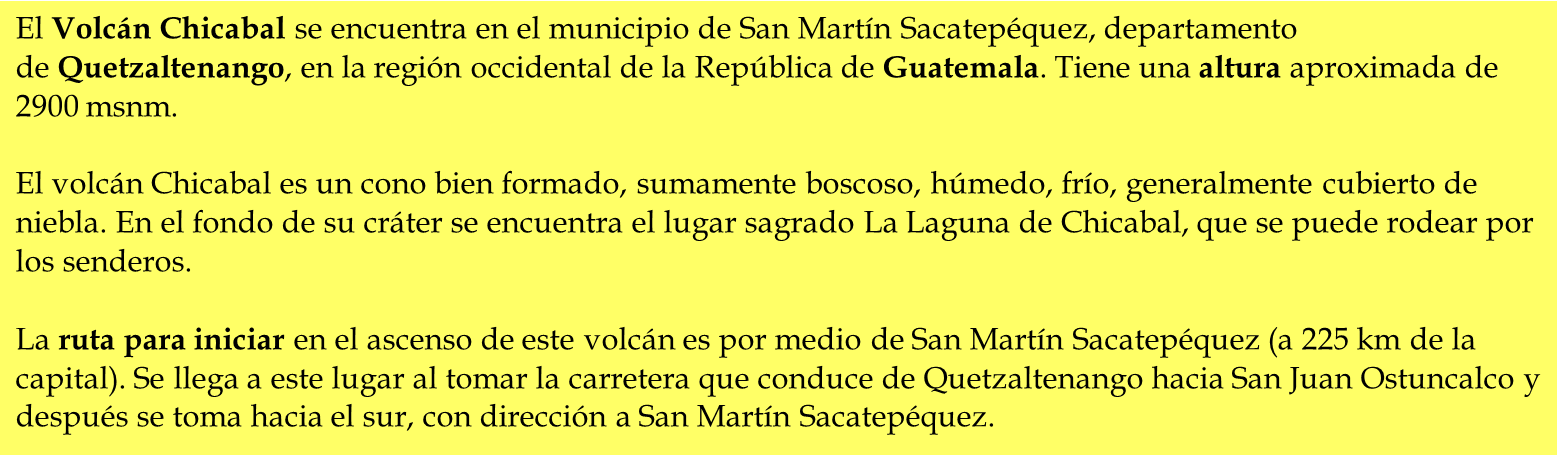 El Volcán Chicabal se encuentra en el municipio de San Martín Sacatepéquez, departamento
de Quetzaltenango, en la región occidental de la República de Guatemala. Tiene una altura aproximada de
2900 msnm.
El volcán Chicabal es un cono bien formado, sumamente boscoso, húmedo, frío, generalmente cubierto de
niebla. En el fondo de su cráter se encuentra el lugar sagrado La Laguna de Chicabal, que se puede rodear por
los senderos.
La ruta para iniciar en el ascenso de este volcán es por medio de San Martín Sacatepéquez (a 225 km de la
capital). Se llega a este lugar al tomar la carretera que conduce de Quetzaltenango hacia San Juan Ostuncalco y
después se toma hacia el sur, con dirección a San Martín Sacatepéquez.